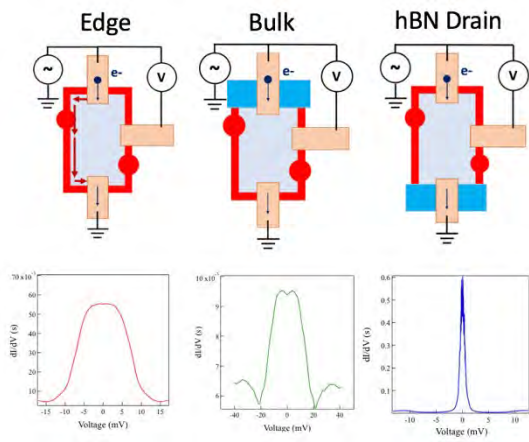 Edge
Bulk
hBN Drain
~
e-
V
~
e-
V
~
e-
V
70 x10⁻³
60
50
40
30
20
10
dI/dV (s)
-15 -10 -5 0 5 10 15
Voltage (mV)
10 x10⁻³
9
8
7
6
dI/dV (s)
-40 -20 0 20 40
Voltage (mV)
0.6
0.5
0.4
0.3
0.2
0.1
dI/dV (s)
-10 -5 0 5 10
Voltage (mV)